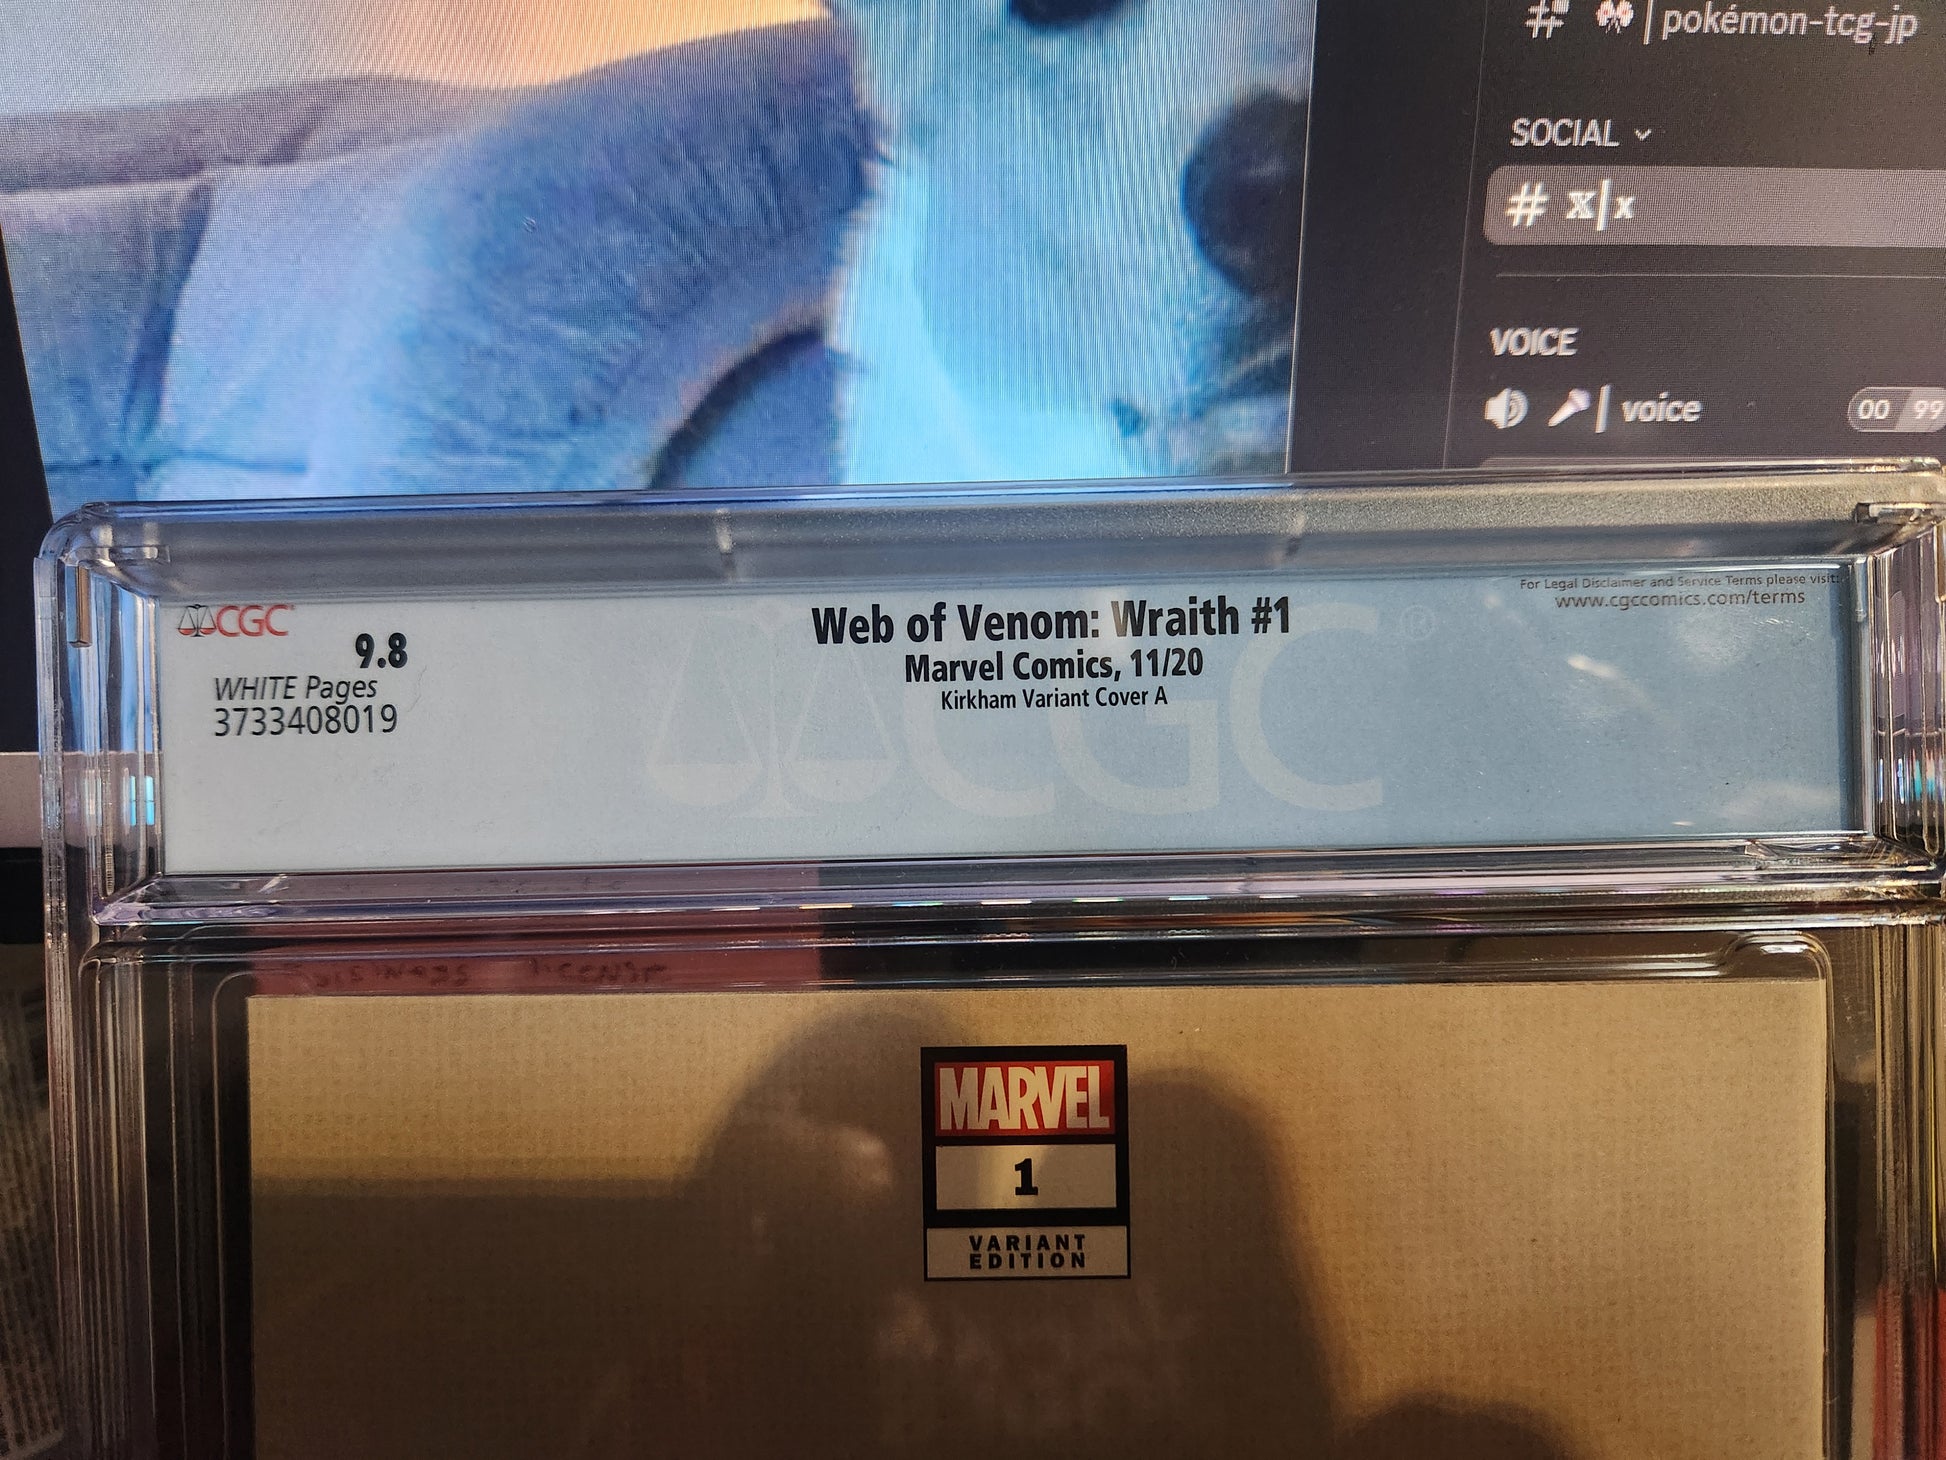 # | pokémon-tcg-jp
SOCIAL
# x|x
VOICE
| voice
00 99
CGC
9.8
WHITE Pages
3733408019
Web of Venom: Wraith #1
Marvel Comics, 11/20
Kirkham Variant Cover A
For Legal Disclaimer and Service Terms please visit:
www.cgccomics.com/terms
CGC®
MARVEL
1
VARIANT
EDITION